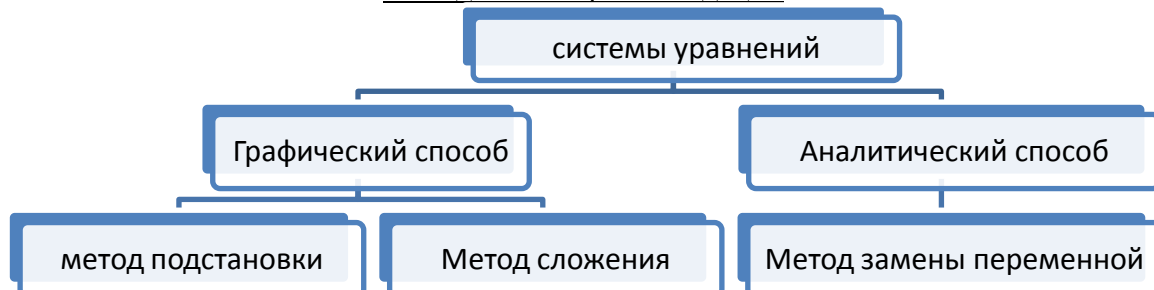 системы уравнений
Графический способ
Аналитический способ
метод подстановки
Метод сложения
Метод замены переменной